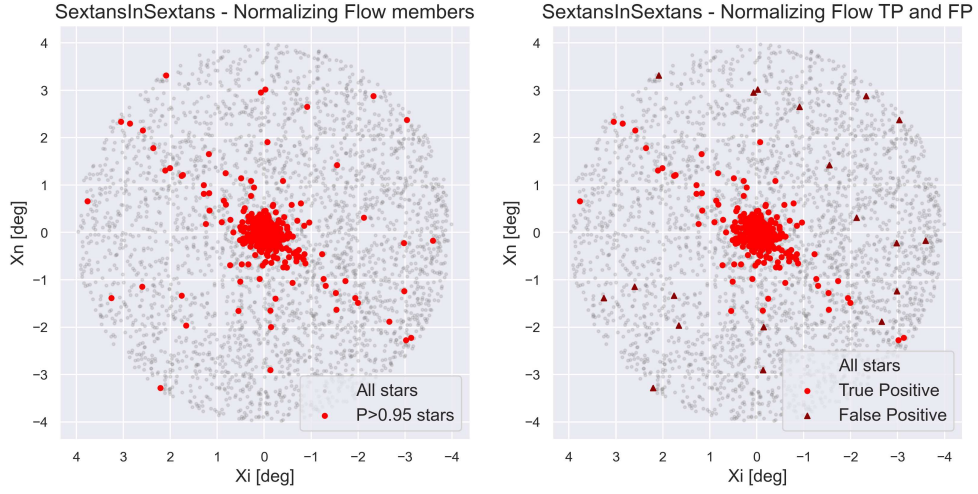 SextansInSextans - Normalizing Flow members
4
3
2
1
0
−1
−2
−3
−4
Xn [deg]
All stars
P>0.95 stars
4 3 2 1 0 −1 −2 −3 −4
Xi [deg]
SextansInSextans - Normalizing Flow TP and FP
4
3
2
1
0
−1
−2
−3
−4
Xn [deg]
All stars
True Positive
False Positive
4 3 2 1 0 −1 −2 −3 −4
Xi [deg]